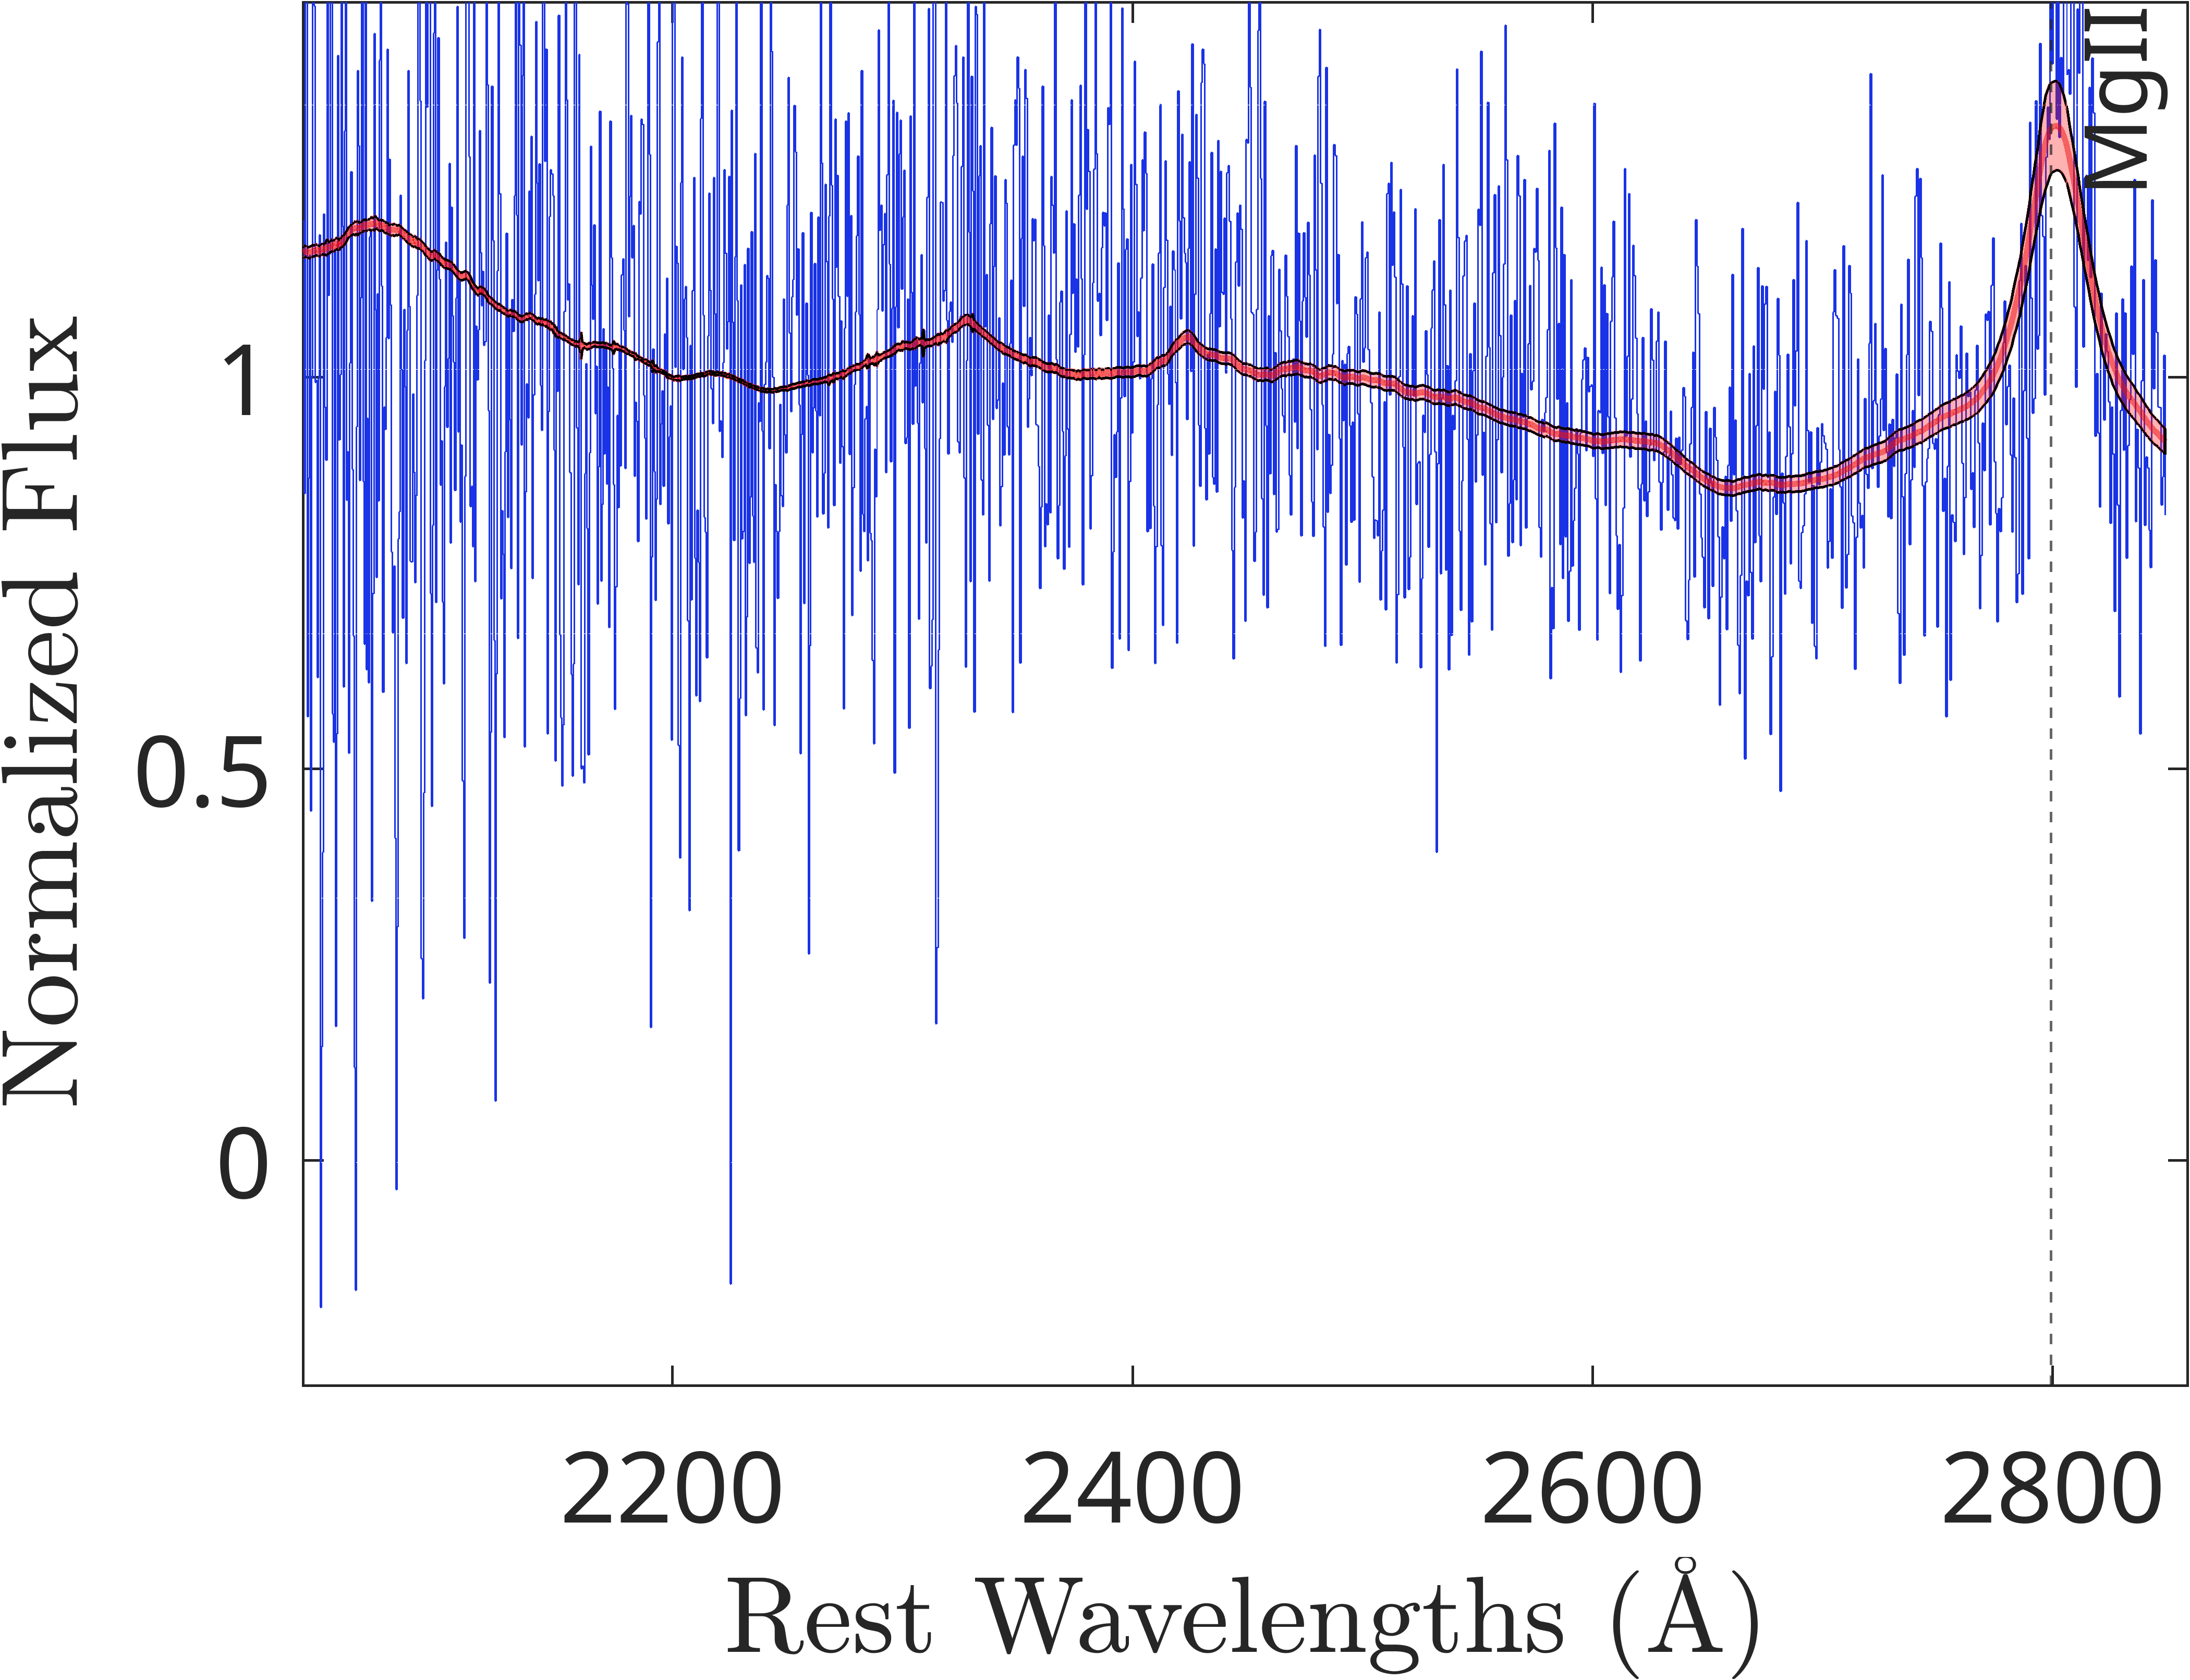 MgII
Normalized Flux
1
0.5
0
2200 2400 2600 2800
Rest Wavelengths (Å)